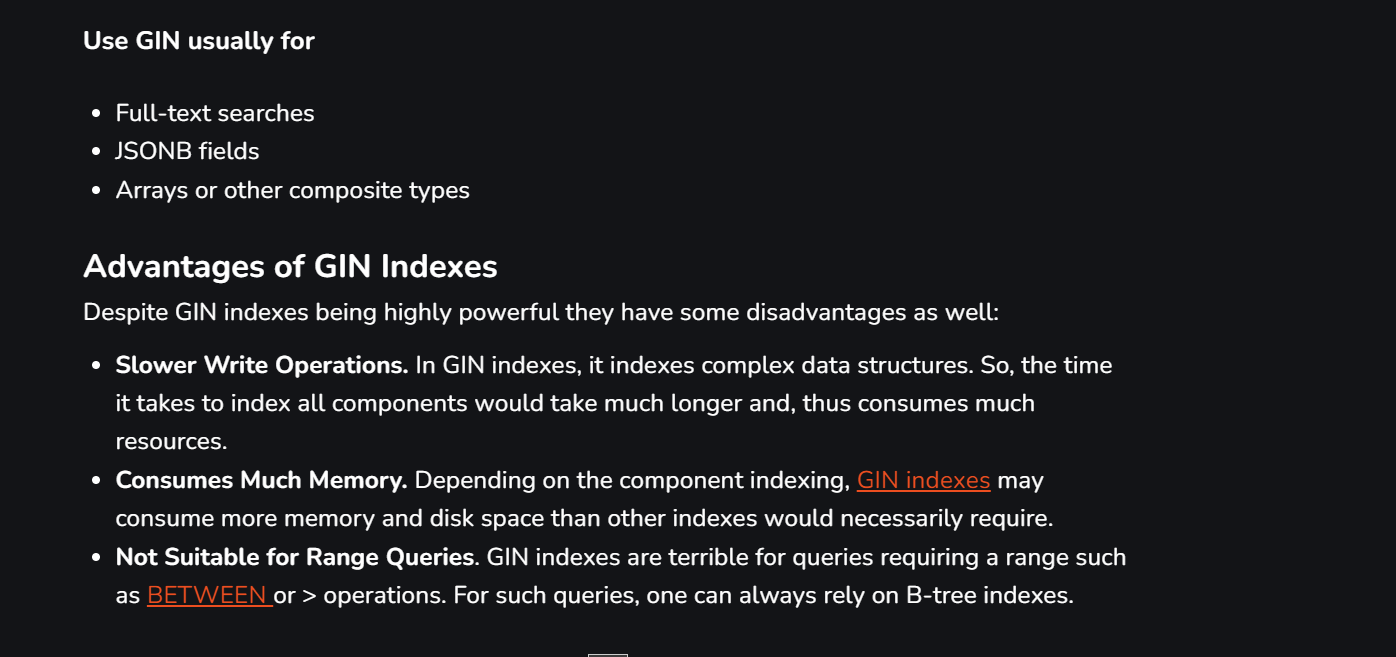 Use GIN usually for
Full-text searches
JSONB fields
Arrays or other composite types
Advantages of GIN Indexes
Despite GIN indexes being highly powerful they have some disadvantages as well:
Slower Write Operations. In GIN indexes, it indexes complex data structures. So, the time
it takes to index all components would take much longer and, thus consumes much
resources.
Consumes Much Memory. Depending on the component indexing, GIN indexes may
consume more memory and disk space than other indexes would necessarily require.
Not Suitable for Range Queries. GIN indexes are terrible for queries requiring a range such
as BETWEEN or > operations. For such queries, one can always rely on B-tree indexes.